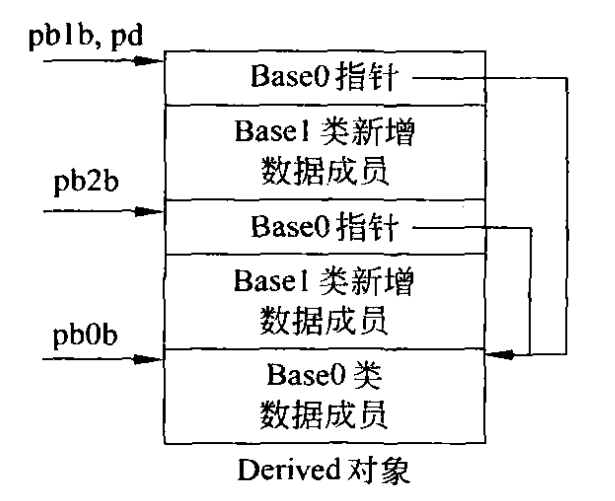 pb1b, pd
Base0 指针
Base1 类新增
数据成员
pb2b
Base0 指针
Base1 类新增
数据成员
pb0b
Base0 类
数据成员
Derived 对象